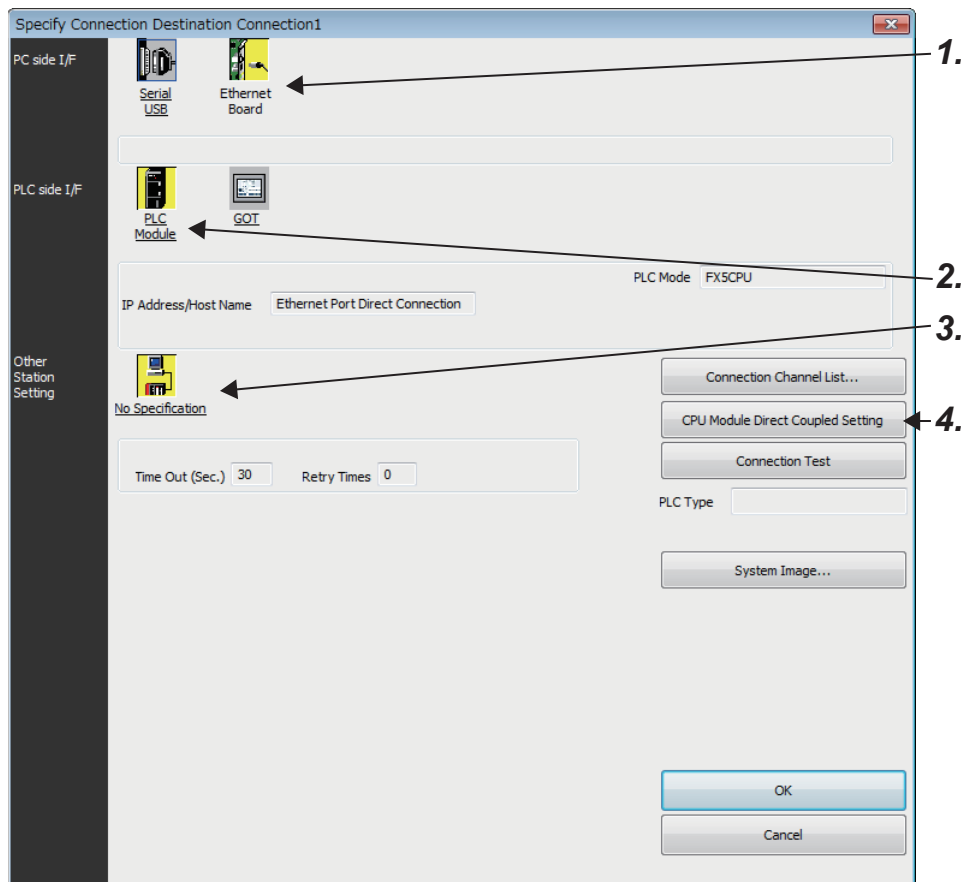 Specify Connection Destination Connection1
1.
PC side I/F
Serial
USB
Ethernet
Board
PLC side I/F
PLC
Module
GOT
2.
PLC Mode FX5CPU
IP Address/Host Name Ethernet Port Direct Connection
3.
Other
Station
Setting
No Specification
Connection Channel List...
CPU Module Direct Coupled Setting
4.
Connection Test
Time Out (Sec.) 30 Retry Times 0
PLC Type
System Image...
OK
Cancel